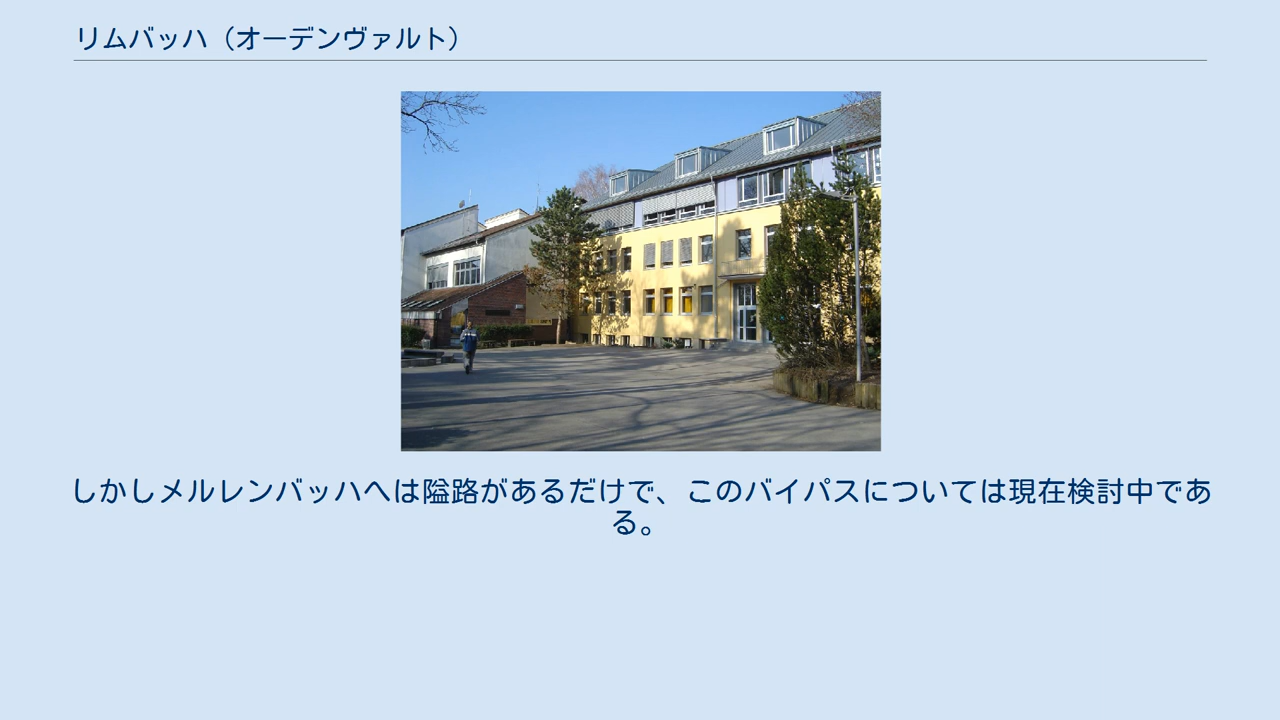 リムバッハ（オーデンヴァルト）
しかしメルレンバッハへは隘路があるだけで、このバイパスについては現在検討中であ
る。